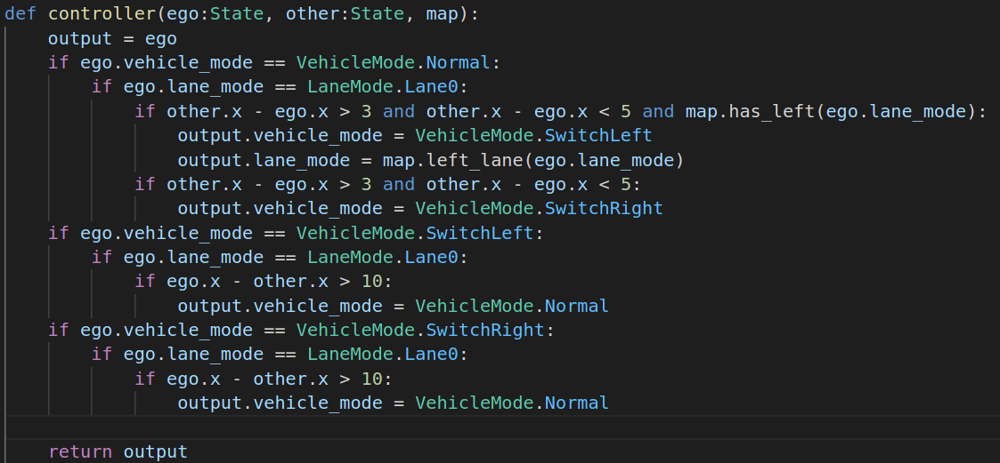 def controller(ego:State, other:State, map):
    output = ego
    if ego.vehicle_mode == VehicleMode.Normal:
        if ego.lane_mode == LaneMode.Lane0:
            if other.x - ego.x > 3 and other.x - ego.x < 5 and map.has_left(ego.lane_mode):
                output.vehicle_mode = VehicleMode.SwitchLeft
                output.lane_mode = map.left_lane(ego.lane_mode)
            if other.x - ego.x > 3 and other.x - ego.x < 5:
                output.vehicle_mode = VehicleMode.SwitchRight
    if ego.vehicle_mode == VehicleMode.SwitchLeft:
        if ego.lane_mode == LaneMode.Lane0:
            if ego.x - other.x > 10:
                output.vehicle_mode = VehicleMode.Normal
    if ego.vehicle_mode == VehicleMode.SwitchRight:
        if ego.lane_mode == LaneMode.Lane0:
            if ego.x - other.x > 10:
                output.vehicle_mode = VehicleMode.Normal

    return output